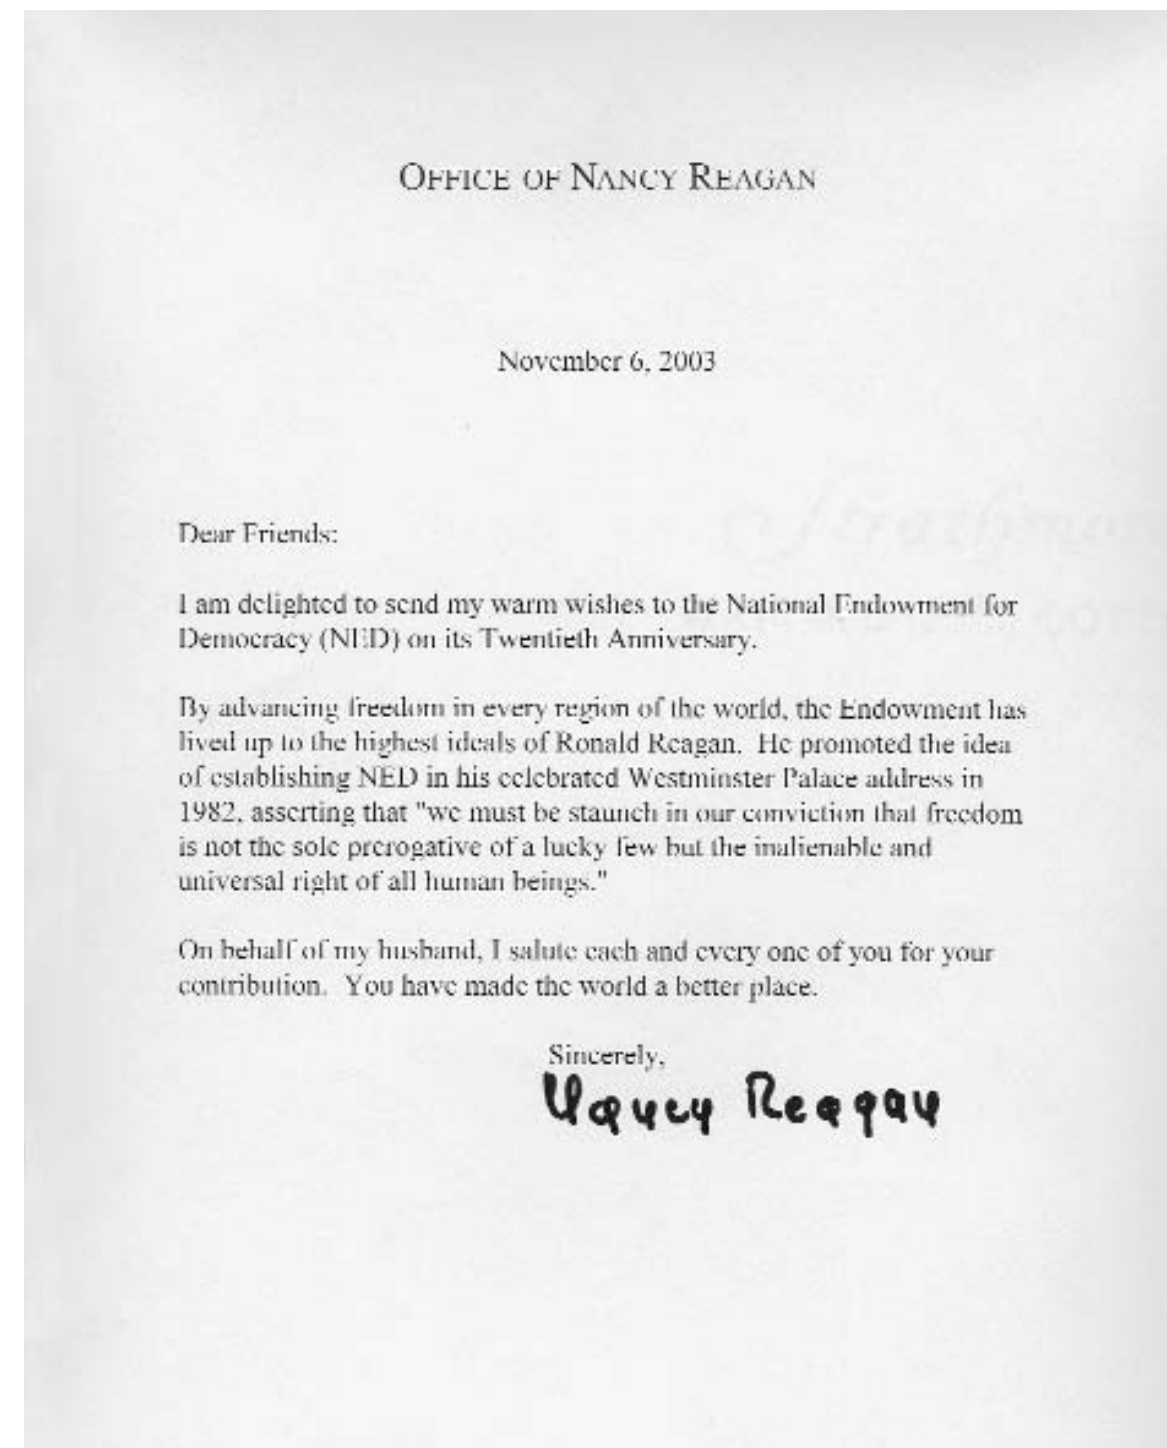 OFFICE OF NANCY REAGAN
November 6, 2003
Dear Friends:
I am delighted to send my warm wishes to the National Endowment for
Democracy (NED) on its Twentieth Anniversary.
By advancing freedom in every region of the world, the Endowment has
lived up to the highest ideals of Ronald Reagan.  He promoted the idea
of establishing NED in his celebrated Westminster Palace address in
1982, asserting that "we must be staunch in our conviction that freedom
is not the sole prerogative of a lucky few but the inalienable and
universal right of all human beings."
On behalf of my husband, I salute each and every one of you for your
contribution.  You have made the world a better place.
Sincerely,
Nancy Reagan